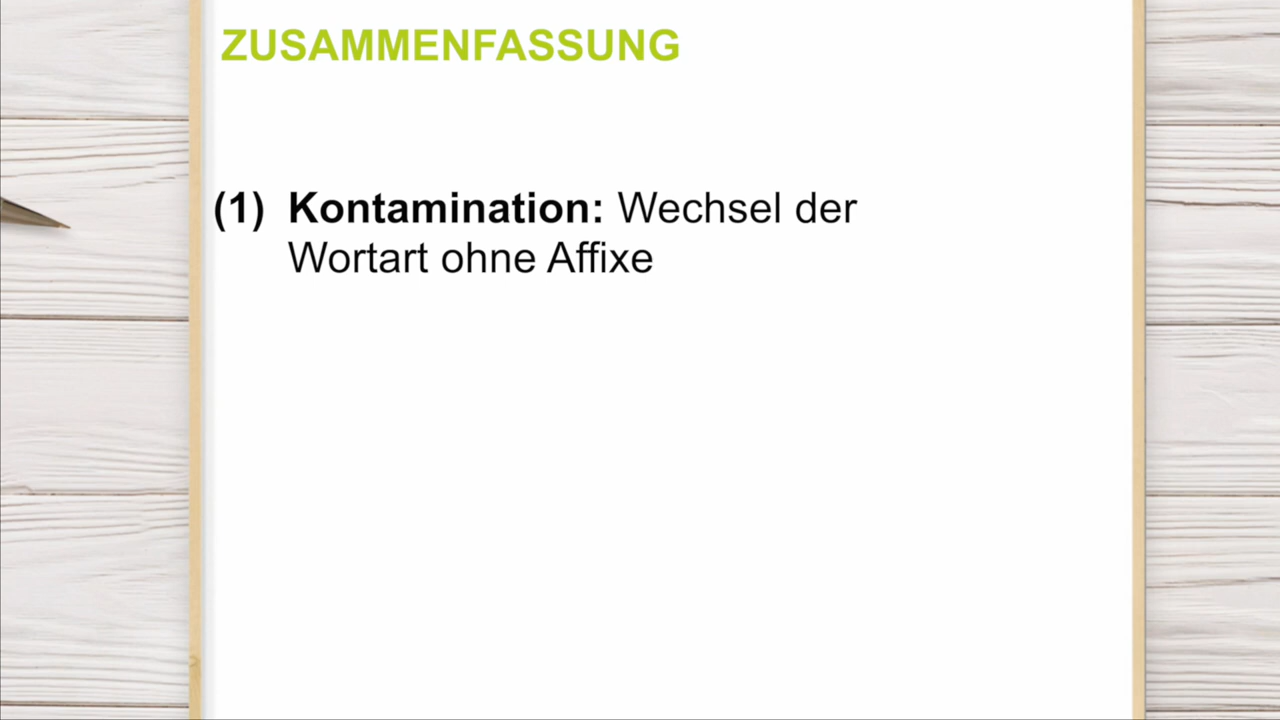 ZUSAMMENFASSUNG
(1) Kontamination: Wechsel der
Wortart ohne Affixe